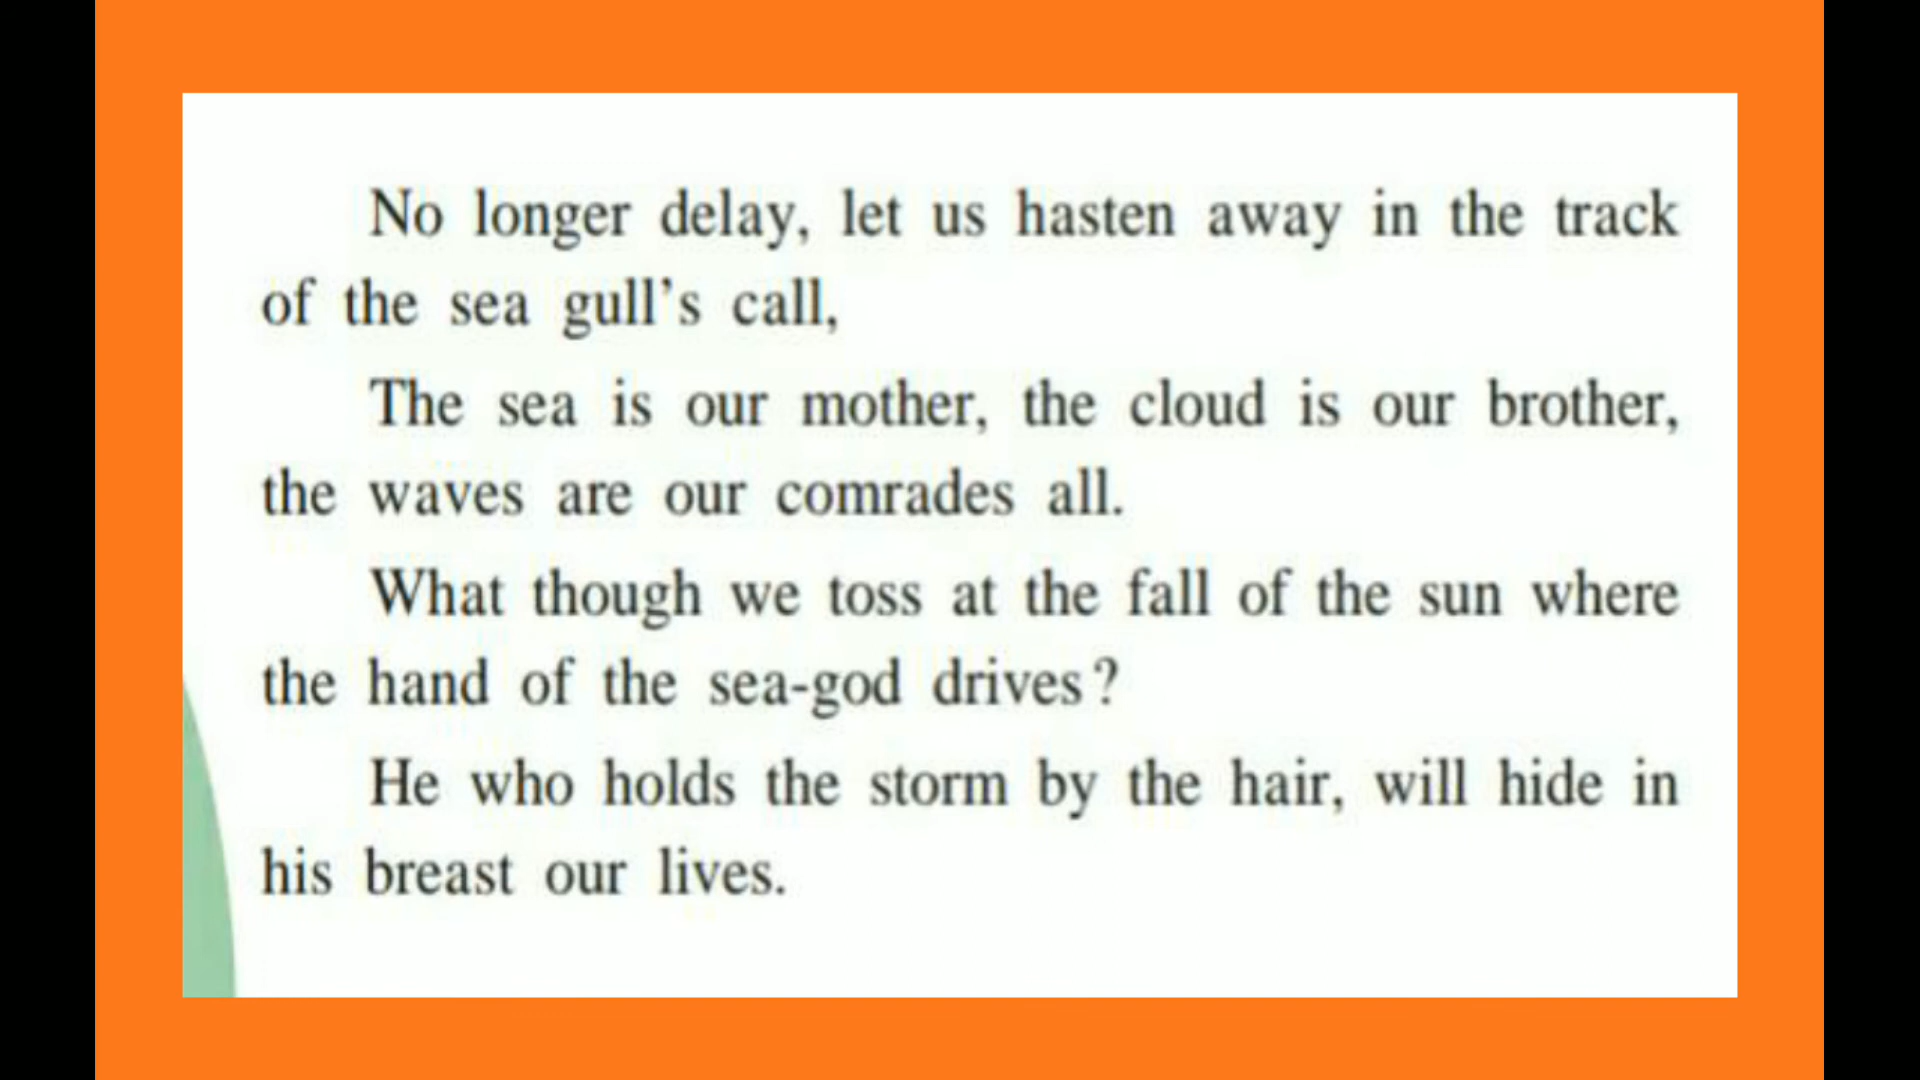 No longer delay, let us hasten away in the track
of the sea gull's call,
The sea is our mother, the cloud is our brother,
the waves are our comrades all.
What though we toss at the fall of the sun where
the hand of the sea-god drives?
He who holds the storm by the hair, will hide in
his breast our lives.